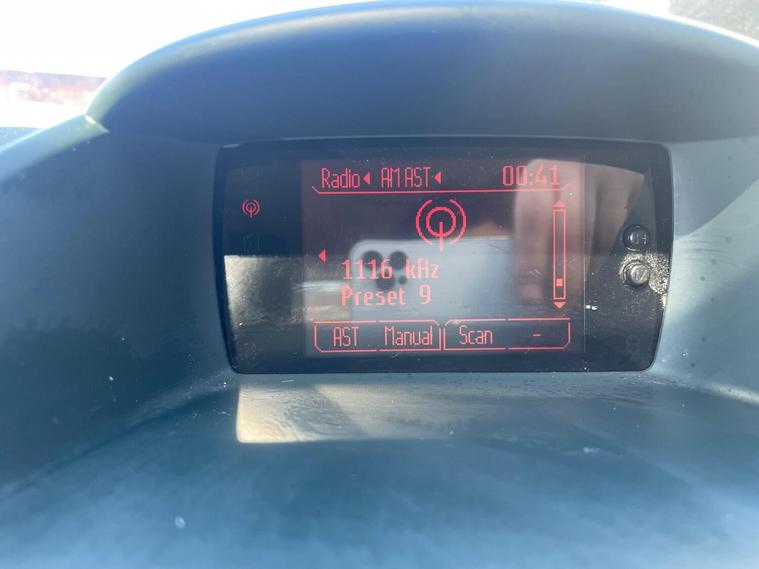 Radio AM AST 00:41
1116 kHz
Preset 9
AST Manual Scan -